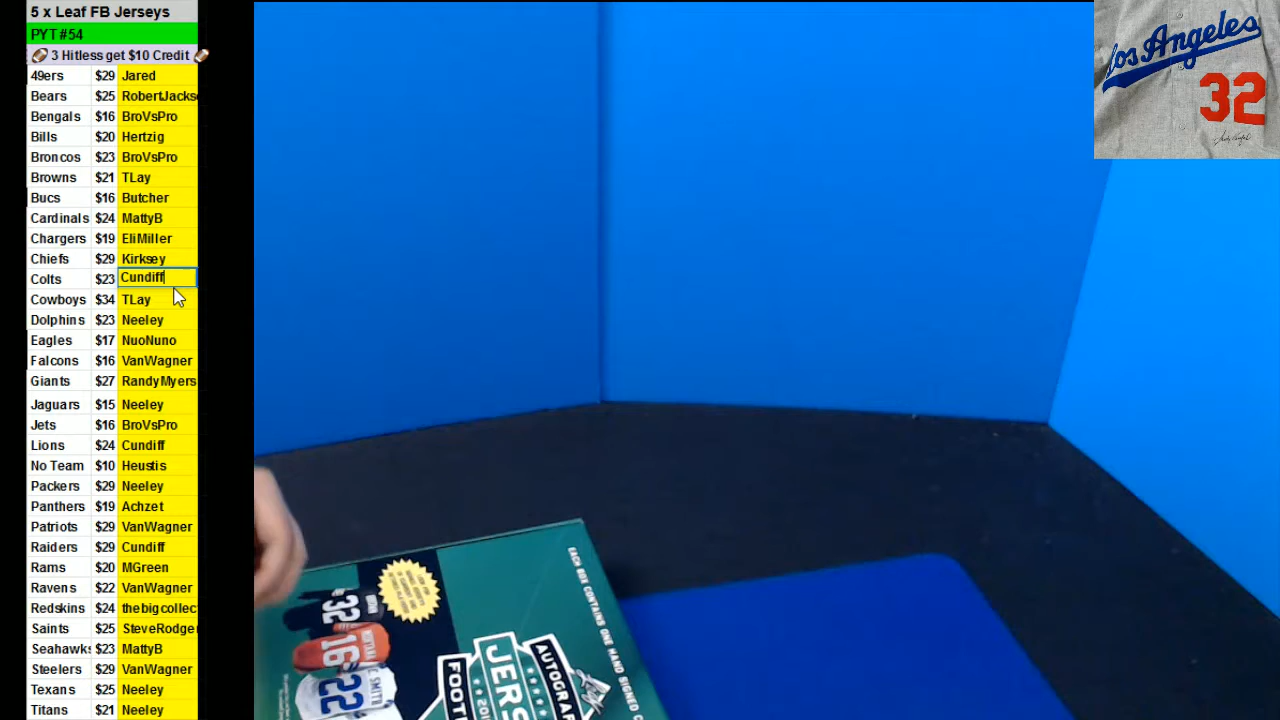 5 x Leaf FB Jerseys
PYT #54
3 Hitless get $10 Credit
49ers $29 Jared
Bears $25 RobertJacks
Bengals $16 BroVsPro
Bills $20 Hertzig
Broncos $23 BroVsPro
Browns $21 TLay
Bucs $16 Butcher
Cardinals $24 MattyB
Chargers $19 EliMiller
Chiefs $29 Kirksey
Colts $23 Cundiff
Cowboys $34 TLay
Dolphins $23 Neeley
Eagles $17 NuoNuno
Falcons $16 VanWagner
Giants $27 RandyMyers
Jaguars $15 Neeley
Jets $16 BroVsPro
Lions $24 Cundiff
No Team $10 Heustis
Packers $29 Neeley
Panthers $19 Achzet
Patriots $29 VanWagner
Raiders $29 Cundiff
Rams $20 MGreen
Ravens $22 VanWagner
Redskins $24 thebigcollec
Saints $25 SteveRodge
Seahawks $23 MattyB
Steelers $29 VanWagner
Texans $25 Neeley
Titans $21 Neeley
Los Angeles
32
EACH BOX CONTAINS ONE HAND SIGNED
32
16
E. SMITH
22
AUTOGRA
JERS
FOOT
201